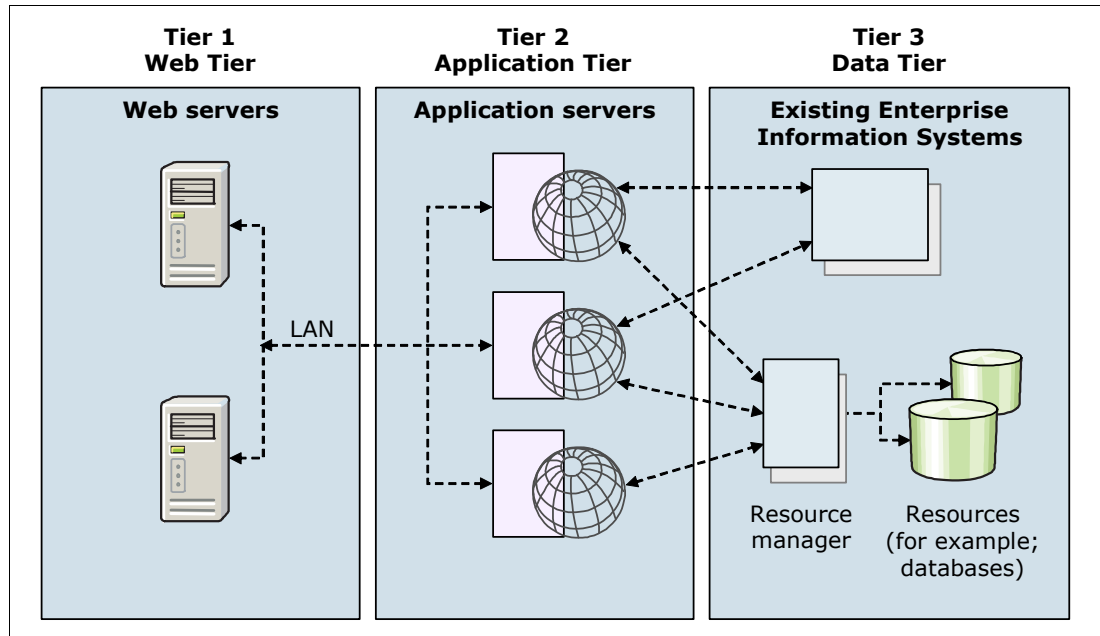 Tier 1
Web Tier
Tier 2
Application Tier
Tier 3
Data Tier
Web servers
Application servers
Existing Enterprise
Information Systems
LAN
Resource
manager
Resources
(for example;
databases)